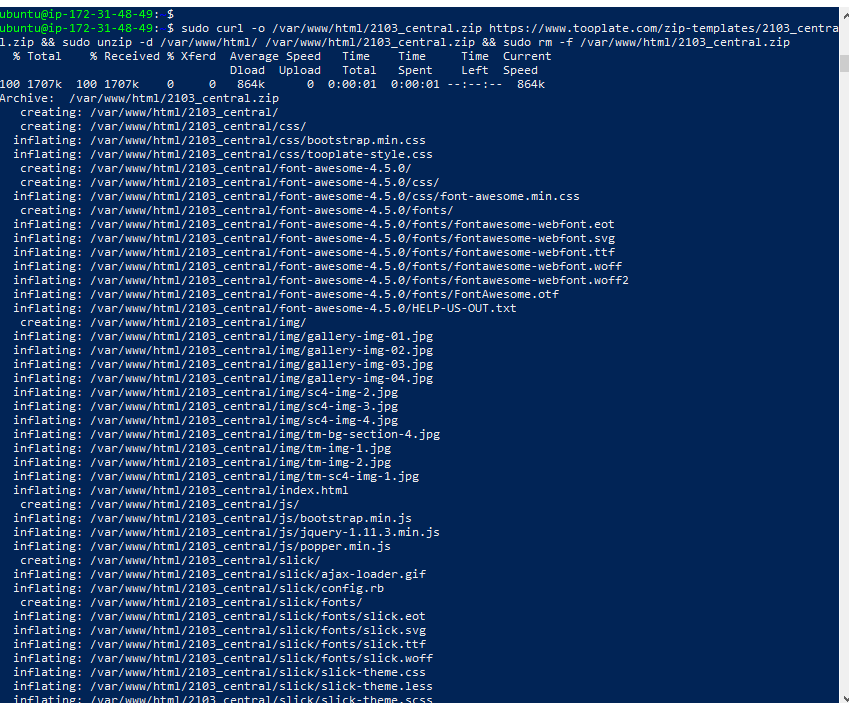 ubuntu@ip-172-31-48-49: $
ubuntu@ip-172-31-48-49: $ sudo curl -o /var/www/html/2103_central.zip https://www.tooplate.com/zip-templates/2103_centra
l.zip && sudo unzip -d /var/www/html/ /var/www/html/2103_central.zip && sudo rm -f /var/www/html/2103_central.zip
  % Total    % Received % Xferd  Average Speed   Time    Time     Time  Current
                                 Dload  Upload   Total   Spent    Left  Speed
100 1707k  100 1707k    0     0   864k      0  0:00:01  0:00:01 --:--:--  864k
Archive:  /var/www/html/2103_central.zip
   creating: /var/www/html/2103_central/
   creating: /var/www/html/2103_central/css/
  inflating: /var/www/html/2103_central/css/bootstrap.min.css
  inflating: /var/www/html/2103_central/css/tooplate-style.css
   creating: /var/www/html/2103_central/font-awesome-4.5.0/
   creating: /var/www/html/2103_central/font-awesome-4.5.0/css/
  inflating: /var/www/html/2103_central/font-awesome-4.5.0/css/font-awesome.min.css
   creating: /var/www/html/2103_central/font-awesome-4.5.0/fonts/
  inflating: /var/www/html/2103_central/font-awesome-4.5.0/fonts/fontawesome-webfont.eot
  inflating: /var/www/html/2103_central/font-awesome-4.5.0/fonts/fontawesome-webfont.svg
  inflating: /var/www/html/2103_central/font-awesome-4.5.0/fonts/fontawesome-webfont.ttf
  inflating: /var/www/html/2103_central/font-awesome-4.5.0/fonts/fontawesome-webfont.woff
  inflating: /var/www/html/2103_central/font-awesome-4.5.0/fonts/fontawesome-webfont.woff2
  inflating: /var/www/html/2103_central/font-awesome-4.5.0/fonts/FontAwesome.otf
  inflating: /var/www/html/2103_central/font-awesome-4.5.0/HELP-US-OUT.txt
   creating: /var/www/html/2103_central/img/
  inflating: /var/www/html/2103_central/img/gallery-img-01.jpg
  inflating: /var/www/html/2103_central/img/gallery-img-02.jpg
  inflating: /var/www/html/2103_central/img/gallery-img-03.jpg
  inflating: /var/www/html/2103_central/img/gallery-img-04.jpg
  inflating: /var/www/html/2103_central/img/sc4-img-2.jpg
  inflating: /var/www/html/2103_central/img/sc4-img-3.jpg
  inflating: /var/www/html/2103_central/img/sc4-img-4.jpg
  inflating: /var/www/html/2103_central/img/tm-bg-section-4.jpg
  inflating: /var/www/html/2103_central/img/tm-img-1.jpg
  inflating: /var/www/html/2103_central/img/tm-img-2.jpg
  inflating: /var/www/html/2103_central/img/tm-sc4-img-1.jpg
  inflating: /var/www/html/2103_central/index.html
   creating: /var/www/html/2103_central/js/
  inflating: /var/www/html/2103_central/js/bootstrap.min.js
  inflating: /var/www/html/2103_central/js/jquery-1.11.3.min.js
  inflating: /var/www/html/2103_central/js/popper.min.js
   creating: /var/www/html/2103_central/slick/
  inflating: /var/www/html/2103_central/slick/ajax-loader.gif
  inflating: /var/www/html/2103_central/slick/config.rb
   creating: /var/www/html/2103_central/slick/fonts/
  inflating: /var/www/html/2103_central/slick/fonts/slick.eot
  inflating: /var/www/html/2103_central/slick/fonts/slick.svg
  inflating: /var/www/html/2103_central/slick/fonts/slick.ttf
  inflating: /var/www/html/2103_central/slick/fonts/slick.woff
  inflating: /var/www/html/2103_central/slick/slick-theme.css
  inflating: /var/www/html/2103_central/slick/slick-theme.less
  inflating: /var/www/html/2103_central/slick/slick-theme.scss